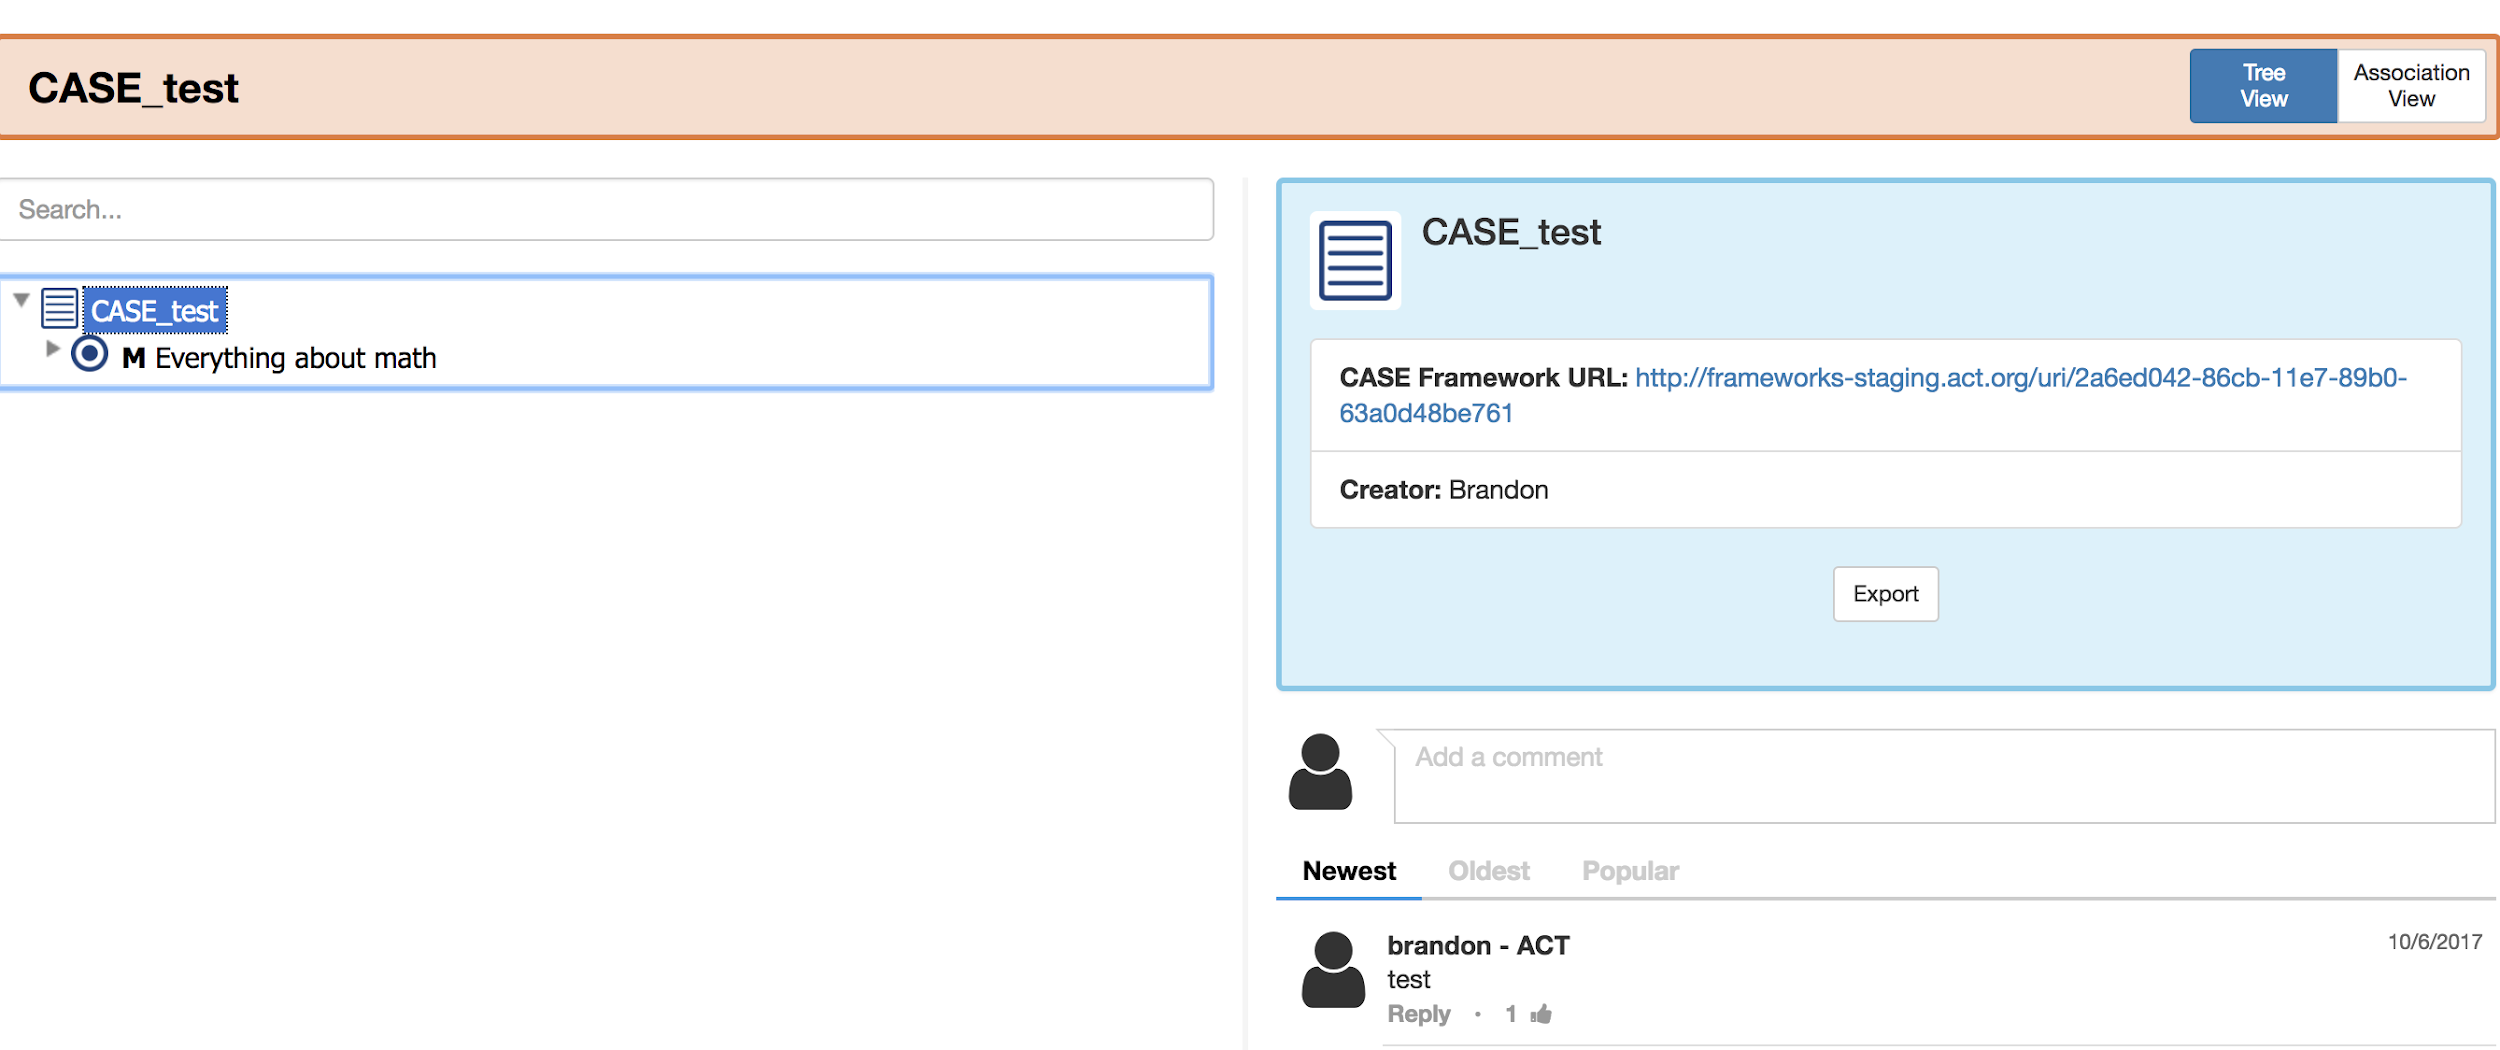 CASE_test
Tree
View
Association
View
Search...
CASE_test
M Everything about math
CASE_test
CASE Framework URL: http://frameworks-staging.act.org/uri/2a6ed042-86cb-11e7-89b0-
63a0d48be761
Creator: Brandon
Export
Add a comment
Newest Oldest Popular
brandon - ACT 10/6/2017
test
Reply • 1